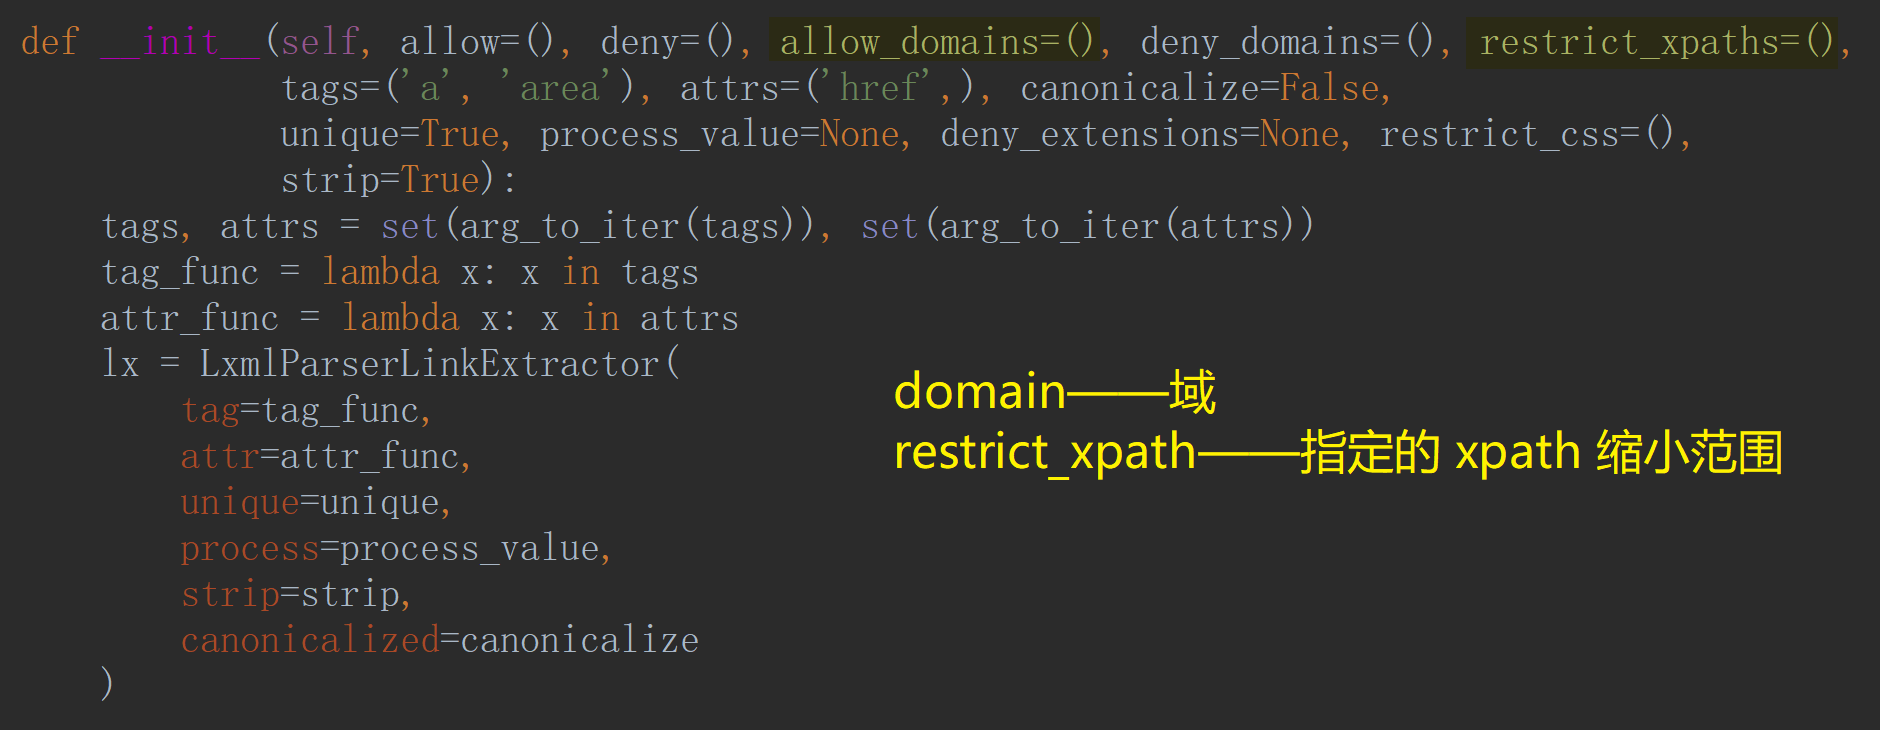 def __init__(self, allow=(), deny=(), allow_domains=(), deny_domains=(), restrict_xpaths=(),
             tags=('a', 'area'), attrs=('href',), canonicalize=False,
             unique=True, process_value=None, deny_extensions=None, restrict_css=(),
             strip=True):
    tags, attrs = set(arg_to_iter(tags)), set(arg_to_iter(attrs))
    tag_func = lambda x: x in tags
    attr_func = lambda x: x in attrs
    lx = LxmlParserLinkExtractor(
        tag=tag_func,
        attr=attr_func,
        unique=unique,
        process=process_value,
        strip=strip,
        canonicalized=canonicalize
    )
domain——域
restrict_xpath——指定的 xpath 缩小范围